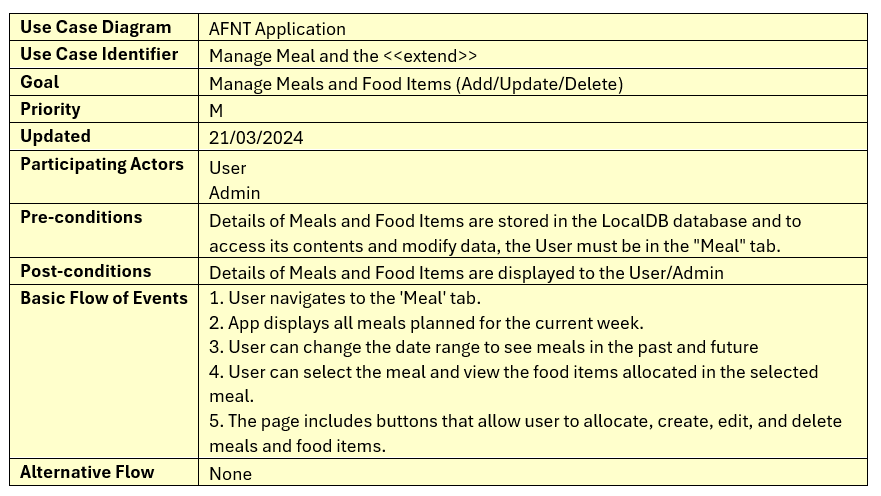 Use Case Diagram AFNT Application
Use Case Identifier Manage Meal and the <<extend>>
Goal Manage Meals and Food Items (Add/Update/Delete)
Priority M
Updated 21/03/2024
Participating Actors User
Admin
Pre-conditions Details of Meals and Food Items are stored in the LocalDB database and to
access its contents and modify data, the User must be in the "Meal" tab.
Post-conditions Details of Meals and Food Items are displayed to the User/Admin
Basic Flow of Events 1. User navigates to the 'Meal' tab.
2. App displays all meals planned for the current week.
3. User can change the date range to see meals in the past and future
4. User can select the meal and view the food items allocated in the selected
meal.
5. The page includes buttons that allow user to allocate, create, edit, and delete
meals and food items.
Alternative Flow None